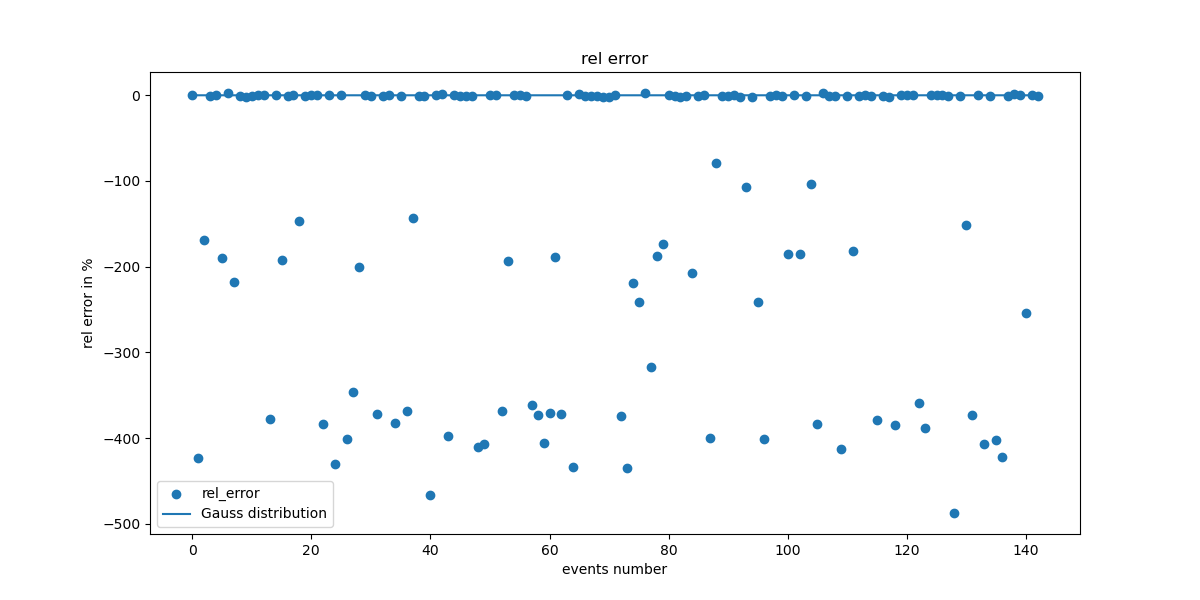 rel error
rel error in %
0
−100
−200
−300
−400
−500
rel_error
Gauss distribution
0 20 40 60 80 100 120 140
events number